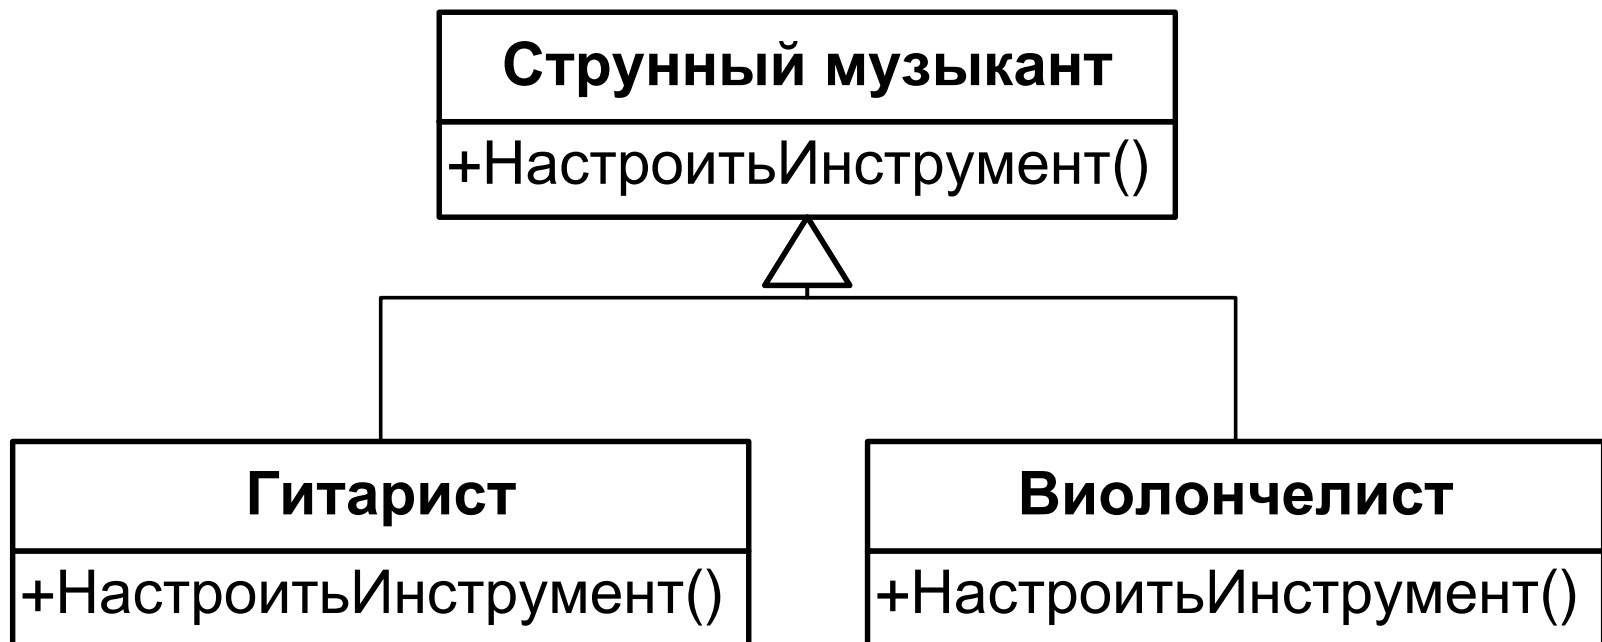 Струнный музыкант
+НастроитьИнструмент()
Гитарист
+НастроитьИнструмент()
Виолончелист
+НастроитьИнструмент()